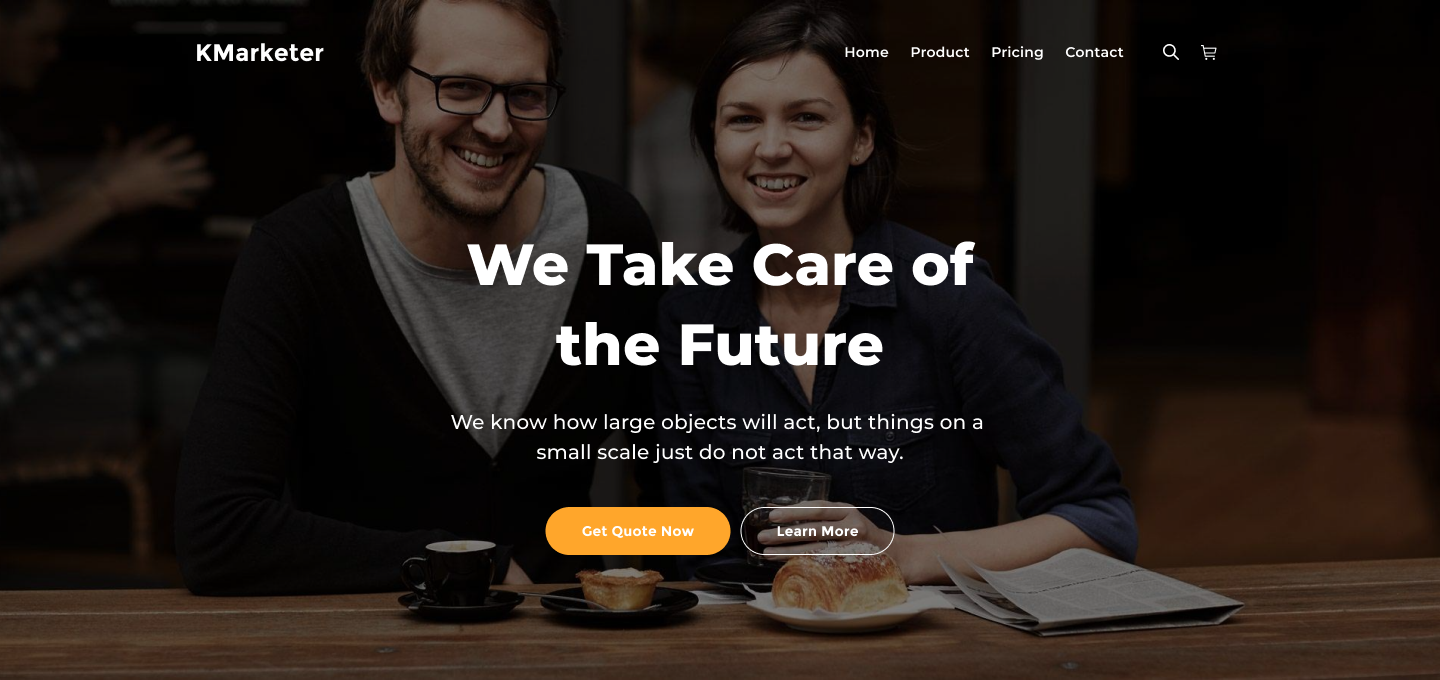 KMarketer
Home Product Pricing Contact
We Take Care of
the Future
We know how large objects will act, but things on a
small scale just do not act that way.
Get Quote Now Learn More